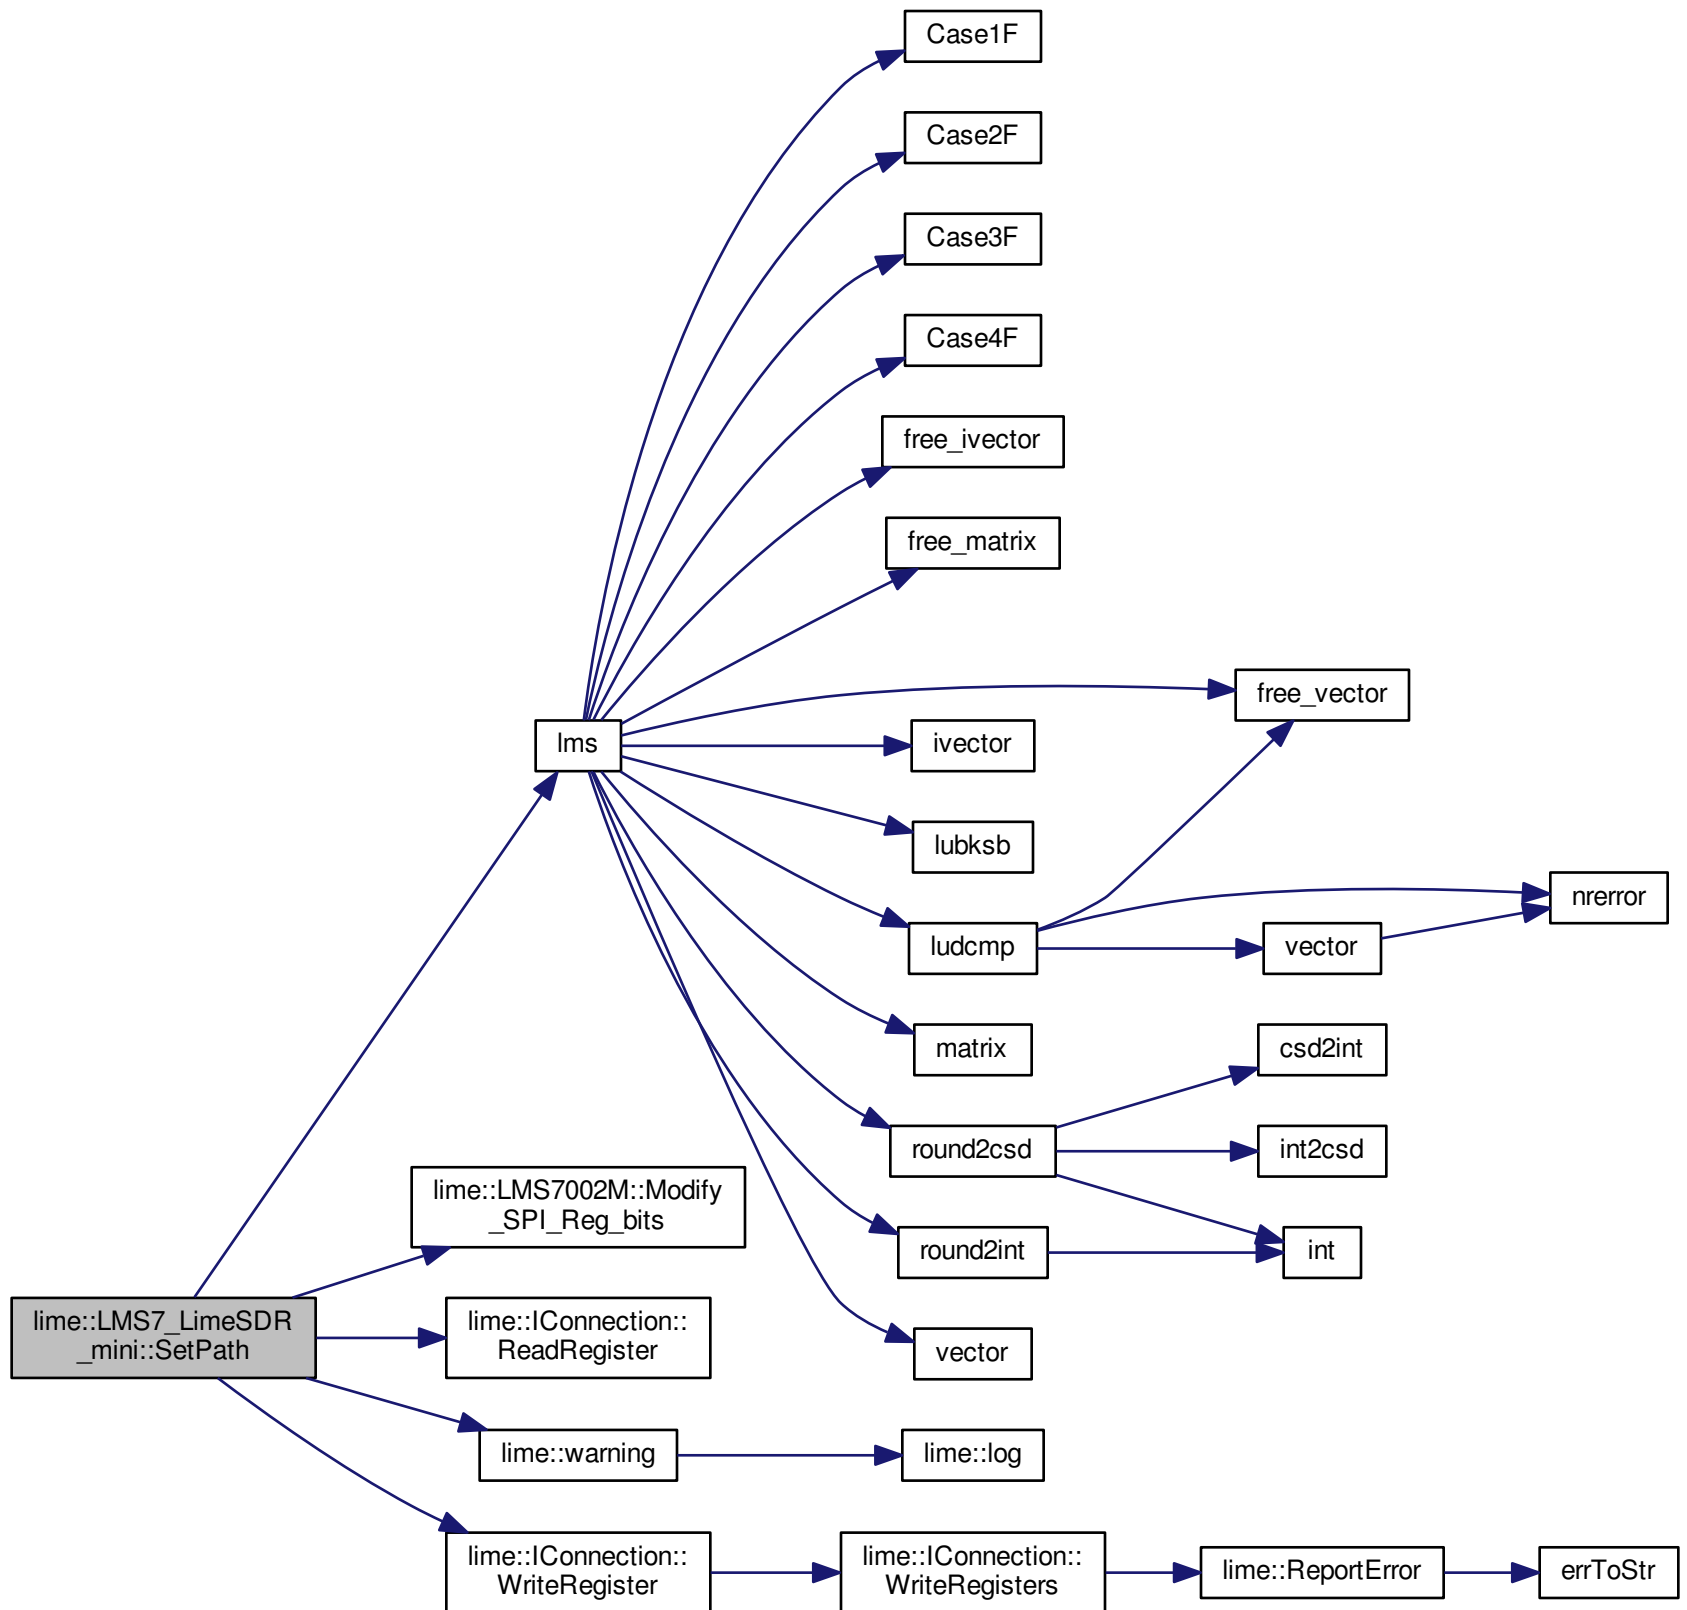 Case1F
Case2F
Case3F
Case4F
free_ivector
free_matrix
free_vector
lms
ivector
lubksb
nrerror
ludcmp
vector
matrix
csd2int
round2csd
int2csd
lime::LMS7002M::Modify
_SPI_Reg_bits
round2int
int
lime::LMS7_LimeSDR
_mini::SetPath
lime::IConnection::
ReadRegister
vector
lime::warning
lime::log
lime::IConnection::
WriteRegister
lime::IConnection::
WriteRegisters
lime::ReportError
errToStr